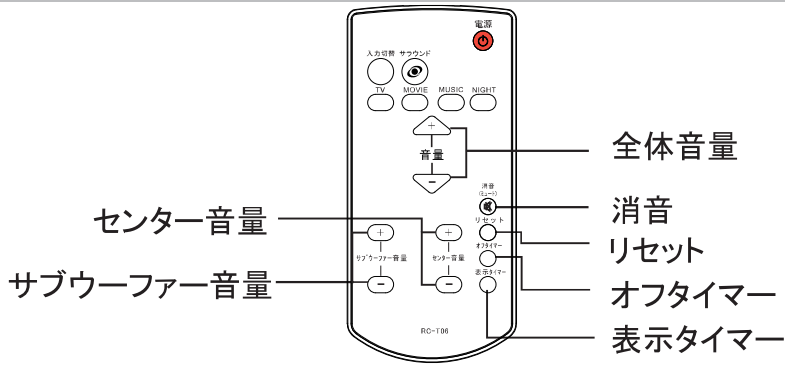 電源
入力切替 サラウンド
TV MOVIE MUSIC NIGHT
+
音量
−
全体音量
消音
(ミュート)
消音
リセット
リセット
センター音量
+ +
サブウーファー音量 センター音量
− −
オフタイマー
サブウーファー音量
オフタイマー
表示タイマー
表示タイマー
RC-T06